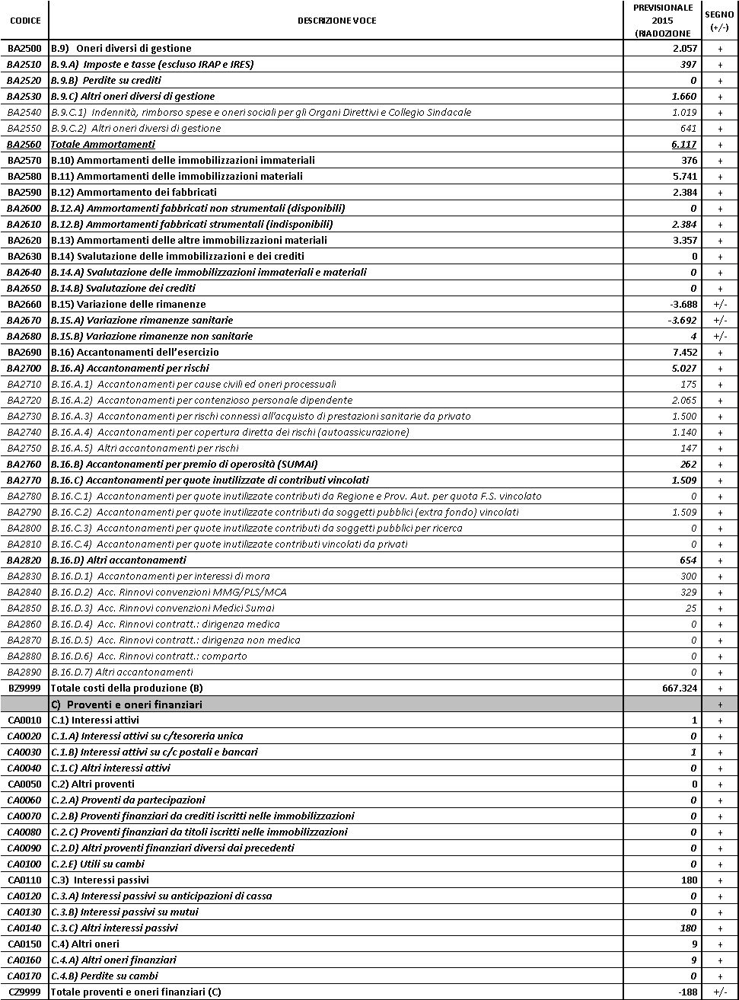 CODICE DESCRIZIONE VOCE PREVISIONALE 2015 (RIADOZIONE SEGNO (+/-)
BA2500 B.9) Oneri diversi di gestione 2.057 +
BA2510 B.9.A) Imposte e tasse (escluso IRAP e IRES) 397 +
BA2520 B.9.B) Perdite su crediti 0 +
BA2530 B.9.C) Altri oneri diversi di gestione 1.660 +
BA2540 B.9.C.1) Indennità, rimborso spese e oneri sociali per gli Organi Direttivi e Collegio Sindacale 1.019 +
BA2550 B.9.C.2) Altri oneri diversi di gestione 641 +
BA2560 Totale Ammortamenti 6.117 +
BA2570 B.10) Ammortamenti delle immobilizzazioni immateriali 376 +
BA2580 B.11) Ammortamenti delle immobilizzazioni materiali 5.741 +
BA2590 B.12) Ammortamento dei fabbricati 2.384 +
BA2600 B.12.A) Ammortamenti fabbricati non strumentali (disponibili) 0 +
BA2610 B.12.B) Ammortamenti fabbricati strumentali (indisponibili) 2.384 +
BA2620 B.13) Ammortamenti delle altre immobilizzazioni materiali 3.357 +
BA2630 B.14) Svalutazione delle immobilizzazioni e dei crediti 0 +
BA2640 B.14.A) Svalutazione delle immobilizzazioni immateriali e materiali 0 +
BA2650 B.14.B) Svalutazione dei crediti 0 +
BA2660 B.15) Variazione delle rimanenze -3.688 +/-
BA2670 B.15.A) Variazione rimanenze sanitarie -3.692 +/-
BA2680 B.15.B) Variazione rimanenze non sanitarie 4 +/-
BA2690 B.16) Accantonamenti dell’esercizio 7.452 +
BA2700 B.16.A) Accantonamenti per rischi 5.027 +
BA2710 B.16.A.1) Accantonamenti per cause civili ed oneri processuali 175 +
BA2720 B.16.A.2) Accantonamenti per contenzioso personale dipendente 2.065 +
BA2730 B.16.A.3) Accantonamenti per rischi connessi all'acquisto di prestazioni sanitarie da privato 1.500 +
BA2740 B.16.A.4) Accantonamenti per copertura diretta dei rischi (autoassicurazione) 1.140 +
BA2750 B.16.A.5) Altri accantonamenti per rischi 147 +
BA2760 B.16.B) Accantonamenti per premio di operosità (SUMAI) 262 +
BA2770 B.16.C) Accantonamenti per quote inutilizzate di contributi vincolati 1.509 +
BA2780 B.16.C.1) Accantonamenti per quote inutilizzate contributi da Regione e Prov. Aut. per quota F.S. vincolato 0 +
BA2790 B.16.C.2) Accantonamenti per quote inutilizzate contributi da soggetti pubblici (extra fondo) vincolati 1.509 +
BA2800 B.16.C.3) Accantonamenti per quote inutilizzate contributi da soggetti pubblici per ricerca 0 +
BA2810 B.16.C.4) Accantonamenti per quote inutilizzate contributi vincolati da privati 0 +
BA2820 B.16.D) Altri accantonamenti 654 +
BA2830 B.16.D.1) Accantonamenti per interessi di mora 300 +
BA2840 B.16.D.2) Acc. Rinnovi convenzioni MMG/PLS/MCA 329 +
BA2850 B.16.D.3) Acc. Rinnovi convenzioni Medici Sumai 25 +
BA2860 B.16.D.4) Acc. Rinnovi contratt.: dirigenza medica 0 +
BA2870 B.16.D.5) Acc. Rinnovi contratt.: dirigenza non medica 0 +
BA2880 B.16.D.6) Acc. Rinnovi contratt.: comparto 0 +
BA2890 B.16.D.7) Altri accantonamenti 0 +
BZ9999 Totale costi della produzione (B) 667.324 +
C) Proventi e oneri finanziari +
CA0010 C.1) Interessi attivi 1 +
CA0020 C.1.A) Interessi attivi su c/tesoreria unica 0 +
CA0030 C.1.B) Interessi attivi su c/c postali e bancari 1 +
CA0040 C.1.C) Altri interessi attivi 0 +
CA0050 C.2) Altri proventi 0 +
CA0060 C.2.A) Proventi da partecipazioni 0 +
CA0070 C.2.B) Proventi finanziari da crediti iscritti nelle immobilizzazioni 0 +
CA0080 C.2.C) Proventi finanziari da titoli iscritti nelle immobilizzazioni 0 +
CA0090 C.2.D) Altri proventi finanziari diversi dai precedenti 0 +
CA0100 C.2.E) Utili su cambi 0 +
CA0110 C.3) Interessi passivi 180 +
CA0120 C.3.A) Interessi passivi su anticipazioni di cassa 0 +
CA0130 C.3.B) Interessi passivi su mutui 0 +
CA0140 C.3.C) Altri interessi passivi 180 +
CA0150 C.4) Altri oneri 9 +
CA0160 C.4.A) Altri oneri finanziari 9 +
CA0170 C.4.B) Perdite su cambi 0 +
CZ9999 Totale proventi e oneri finanziari (C) -188 +/-